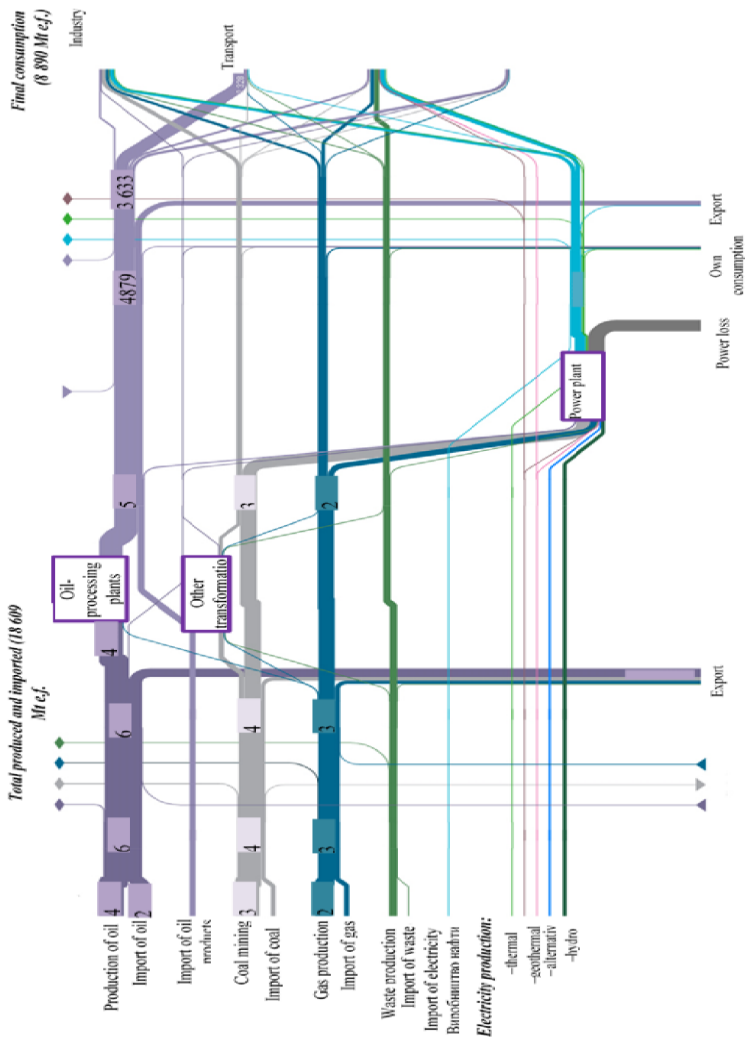 Final consumption
(8 890 Mt e.f.)
Industry
Transport
3 633
4879
Export
Own
consumption
Power loss
Power plant
5
3
2
Oil-
processing
plants
Other
transformatio
4
Total produced and imported (18 609
Mt e.f.
Export
6
4
3
6
4
3
4
2
3
2
Production of oil
Import of oil
Import of oil
products
Coal mining
Import of coal
Gas production
Import of gas
Waste production
Import of waste
Import of electricity
Виробництво нафти
Electricity production:
–thermal
–geothermal
–alternativ
–hydro